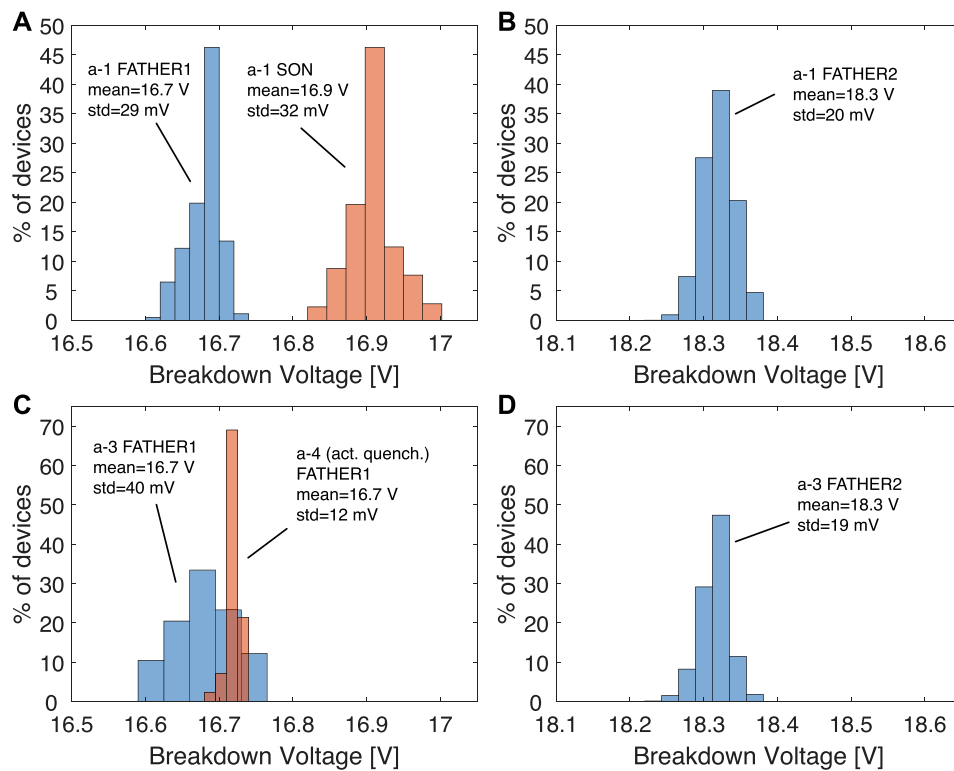 A
50
45
40
35
30
25
20
15
10
5
0
% of devices
a-1 FATHER1
mean=16.7 V
std=29 mV
a-1 SON
mean=16.9 V
std=32 mV
16.5
16.6
16.7
16.8
16.9
17
Breakdown Voltage [V]
B
50
45
40
35
30
25
20
15
10
5
0
% of devices
a-1 FATHER2
mean=18.3 V
std=20 mV
18.1
18.2
18.3
18.4
18.5
18.6
Breakdown Voltage [V]
C
70
60
50
40
30
20
10
0
% of devices
a-3 FATHER1
mean=16.7 V
std=40 mV
a-4 (act. quench.)
FATHER1
mean=16.7 V
std=12 mV
16.5
16.6
16.7
16.8
16.9
17
Breakdown Voltage [V]
D
70
60
50
40
30
20
10
0
% of devices
a-3 FATHER2
mean=18.3 V
std=19 mV
18.1
18.2
18.3
18.4
18.5
18.6
Breakdown Voltage [V]